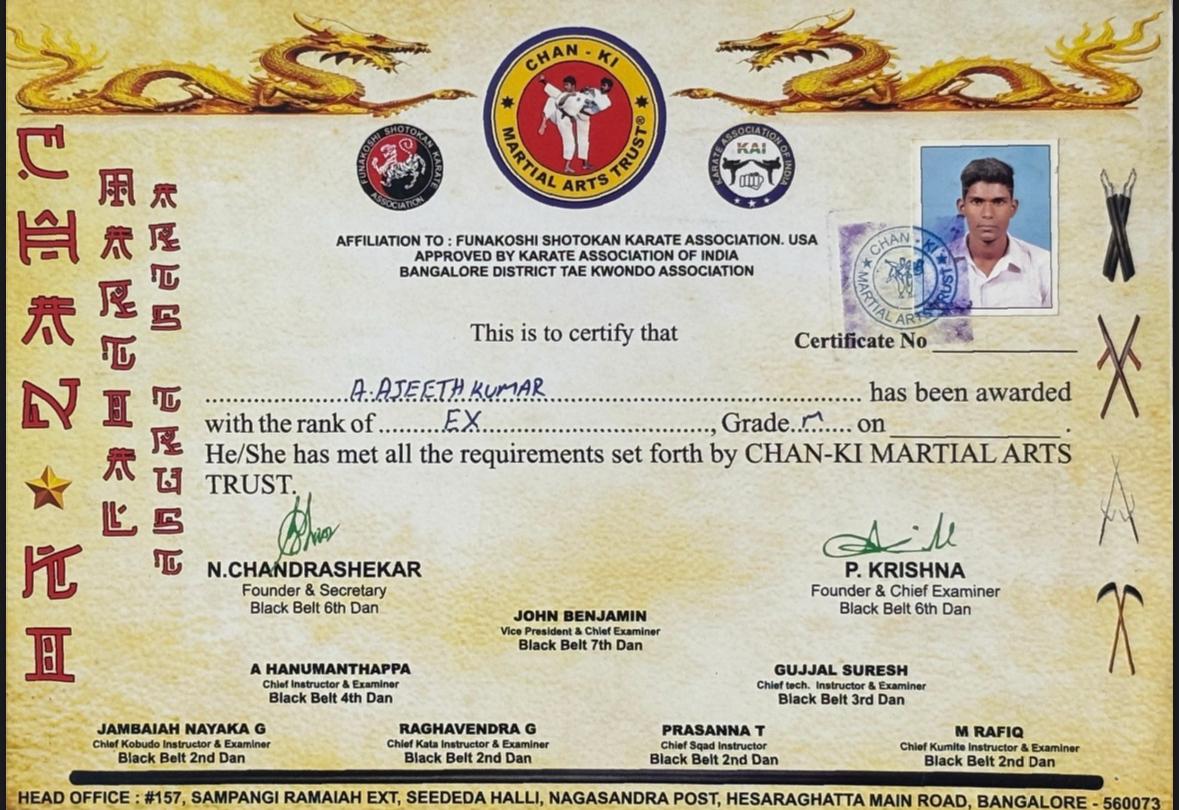 CHAN - KI
MARTIAL ARTS TRUST®
FUNAKOSHI SHOTOKAN KARATE
ASSOCIATION
KARATE ASSOCIATION OF INDIA
KAI
CHAN KI
MARTIAL ARTS TRUST
MARTIAL
ARTS TRUST
AFFILIATION TO : FUNAKOSHI SHOTOKAN KARATE ASSOCIATION. USA
APPROVED BY KARATE ASSOCIATION OF INDIA
BANGALORE DISTRICT TAE KWONDO ASSOCIATION
CHAN - KI
MARTIAL ARTS TRUST
This is to certify that
Certificate No
A. AJEETH KUMAR has been awarded
with the rank of EX, Grade on .
He/She has met all the requirements set forth by CHAN-KI MARTIAL ARTS
TRUST.
N.CHANDRASHEKAR
Founder & Secretary
Black Belt 6th Dan
P. KRISHNA
Founder & Chief Examiner
Black Belt 6th Dan
JOHN BENJAMIN
Vice President & Chief Examiner
Black Belt 7th Dan
A HANUMANTHAPPA
Chief Instructor & Examiner
Black Belt 4th Dan
GUJJAL SURESH
Chief tech. Instructor & Examiner
Black Belt 3rd Dan
JAMBAIAH NAYAKA G
Chief Kobudo Instructor & Examiner
Black Belt 2nd Dan
RAGHAVENDRA G
Chief Kata Instructor & Examiner
Black Belt 2nd Dan
PRASANNA T
Chief Sqad Instructor
Black Belt 2nd Dan
M RAFIQ
Chief Kumite Instructor & Examiner
Black Belt 2nd Dan
HEAD OFFICE : #157, SAMPANGI RAMAIAH EXT, SEEDEDA HALLI, NAGASANDRA POST, HESARAGHATTA MAIN ROAD, BANGALORE - 560073